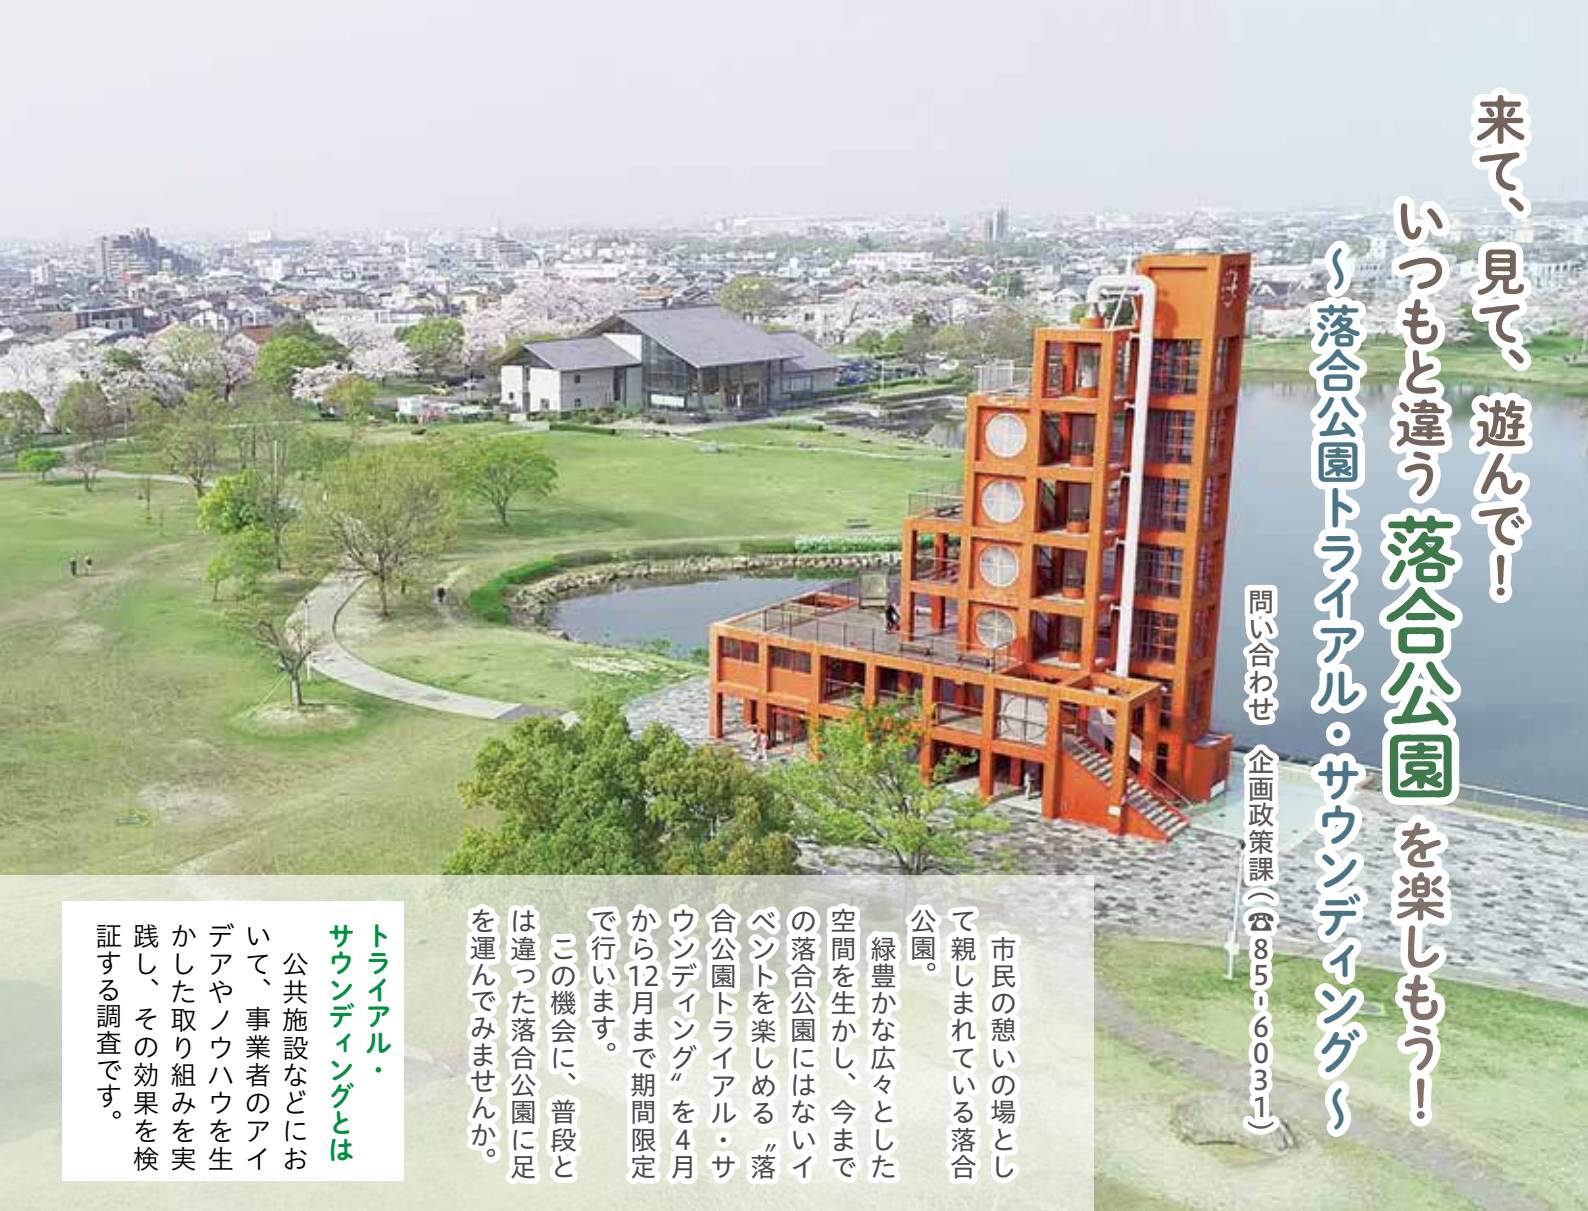 来て、見て、遊んで！
いつもと違う落合公園を楽しもう！
～落合公園トライアル・サウンディング～
問い合わせ　企画政策課（☎85-6031）
市民の憩いの場とし
て親しまれている落合
公園。
緑豊かな広々とした
空間を生かし、今まで
の落合公園にはないイ
ベントを楽しめる〝落
合公園トライアル・サ
ウンディング〟を4月
から12月まで期間限定
で行います。
この機会に、普段と
は違った落合公園に足
を運んでみませんか。
トライアル・
サウンディングとは
公共施設などにお
いて、事業者のアイ
デアやノウハウを生
かした取り組みを実
践し、その効果を検
証する調査です。